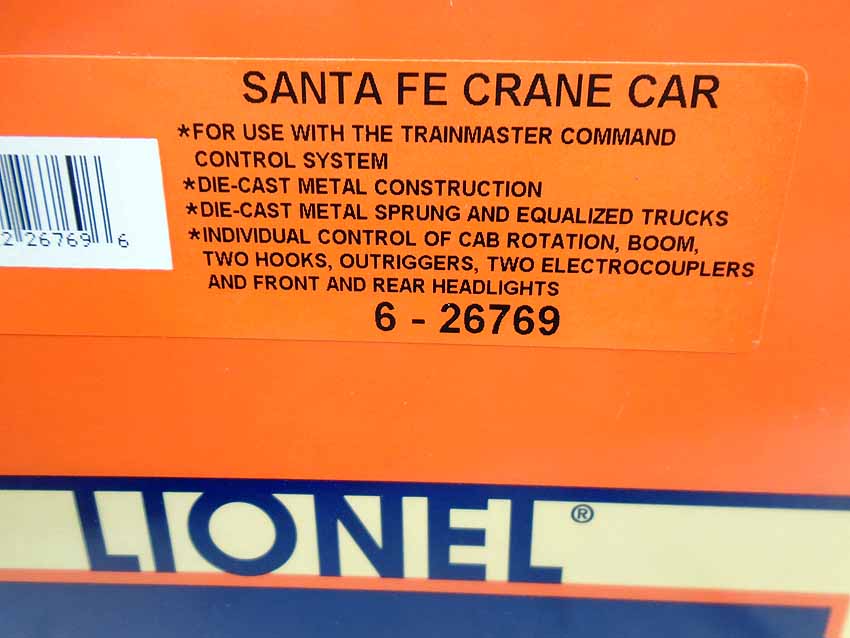 SANTA FE CRANE CAR
*FOR USE WITH THE TRAINMASTER COMMAND
CONTROL SYSTEM
*DIE-CAST METAL CONSTRUCTION
*DIE-CAST METAL SPRUNG AND EQUALIZED TRUCKS
*INDIVIDUAL CONTROL OF CAB ROTATION, BOOM,
TWO HOOKS, OUTRIGGERS, TWO ELECTROCOUPLERS
AND FRONT AND REAR HEADLIGHTS
6 - 26769
2 26769 6
LIONEL ®